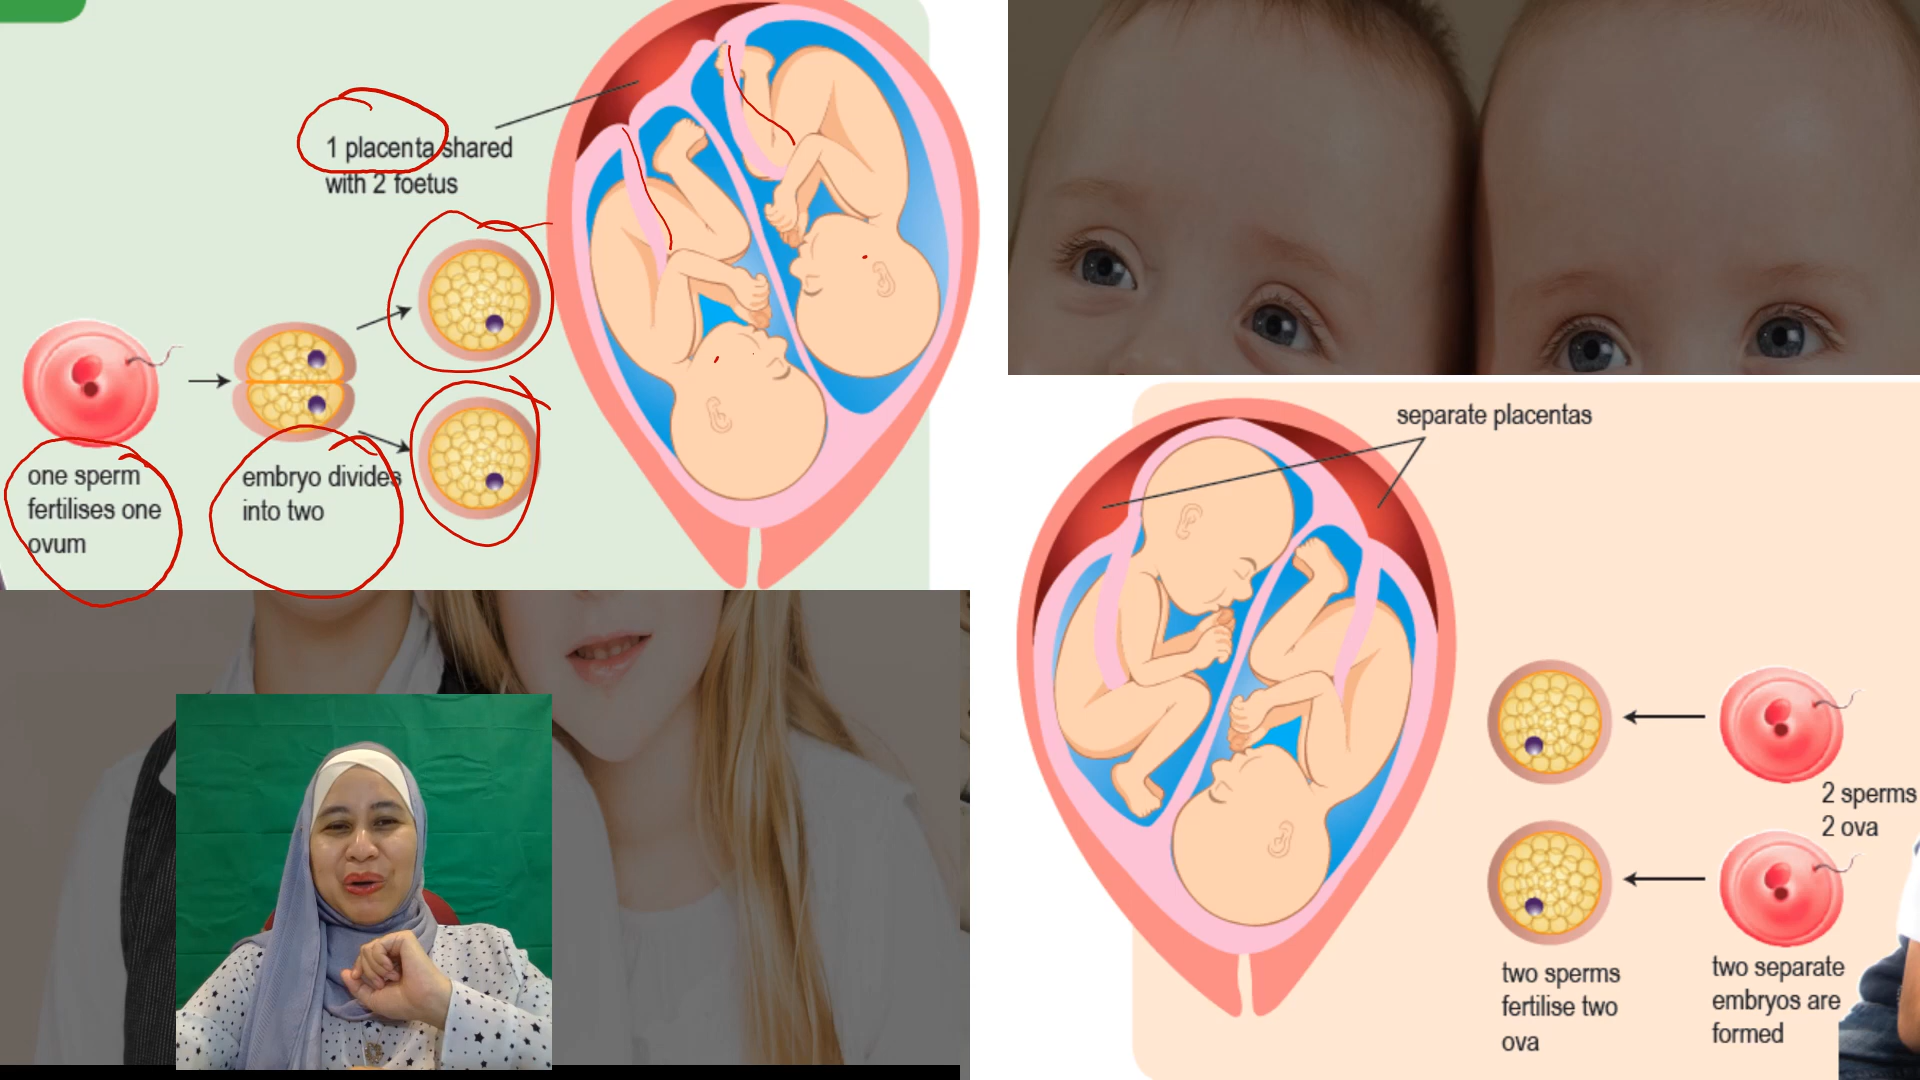 1 placenta shared
with 2 foetus
one sperm
fertilises one
ovum
embryo divides
into two
separate placentas
2 sperms
2 ova
two sperms
fertilise two
ova
two separate
embryos are
formed